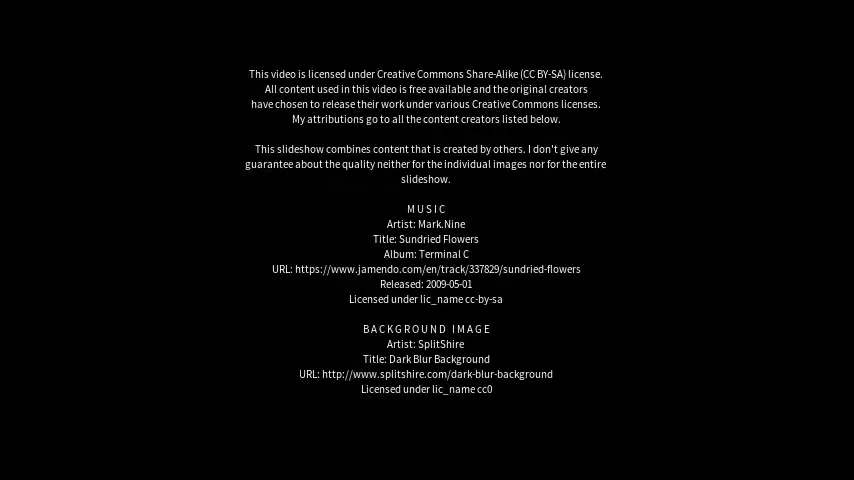 This video is licensed under Creative Commons Share-Alike (CC BY-SA) license.
All content used in this video is free available and the original creators
have chosen to release their work under various Creative Commons licenses.
My attributions go to all the content creators listed below.
This slideshow combines content that is created by others. I don't give any
guarantee about the quality neither for the individual images nor for the entire
slideshow.
MUSIC
Artist: Mark.Nine
Title: Sundried Flowers
Album: Terminal C
URL: https://www.jamendo.com/en/track/337829/sundried-flowers
Released: 2009-05-01
Licensed under lic_name cc-by-sa
BACKGROUND IMAGE
Artist: SplitShire
Title: Dark Blur Background
URL: http://www.splitshire.com/dark-blur-background
Licensed under lic_name cc0